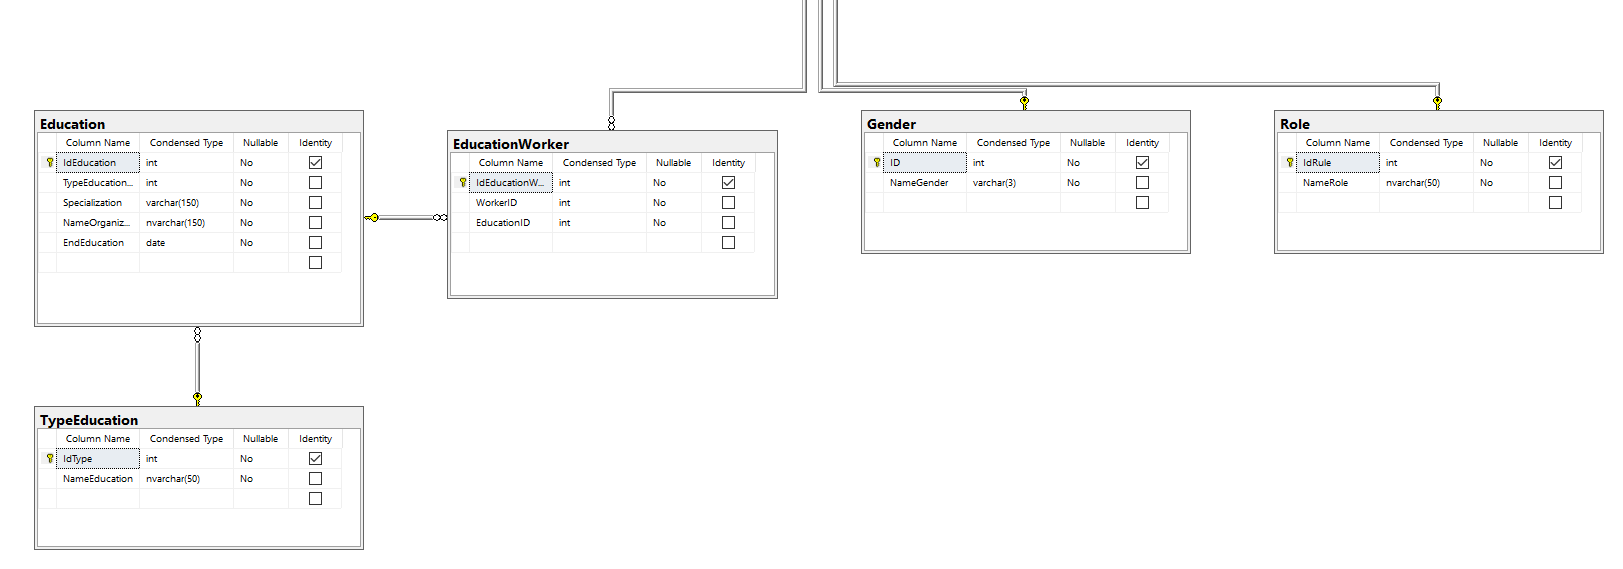 Education
Column Name Condensed Type Nullable Identity
IdEducation int No
TypeEducation... int No
Specialization varchar(150) No
NameOrganiz... nvarchar(150) No
EndEducation date No
EducationWorker
Column Name Condensed Type Nullable Identity
IdEducationW... int No
WorkerID int No
EducationID int No
Gender
Column Name Condensed Type Nullable Identity
ID int No
NameGender varchar(3) No
Role
Column Name Condensed Type Nullable Identity
IdRule int No
NameRole nvarchar(50) No
TypeEducation
Column Name Condensed Type Nullable Identity
IdType int No
NameEducation nvarchar(50) No